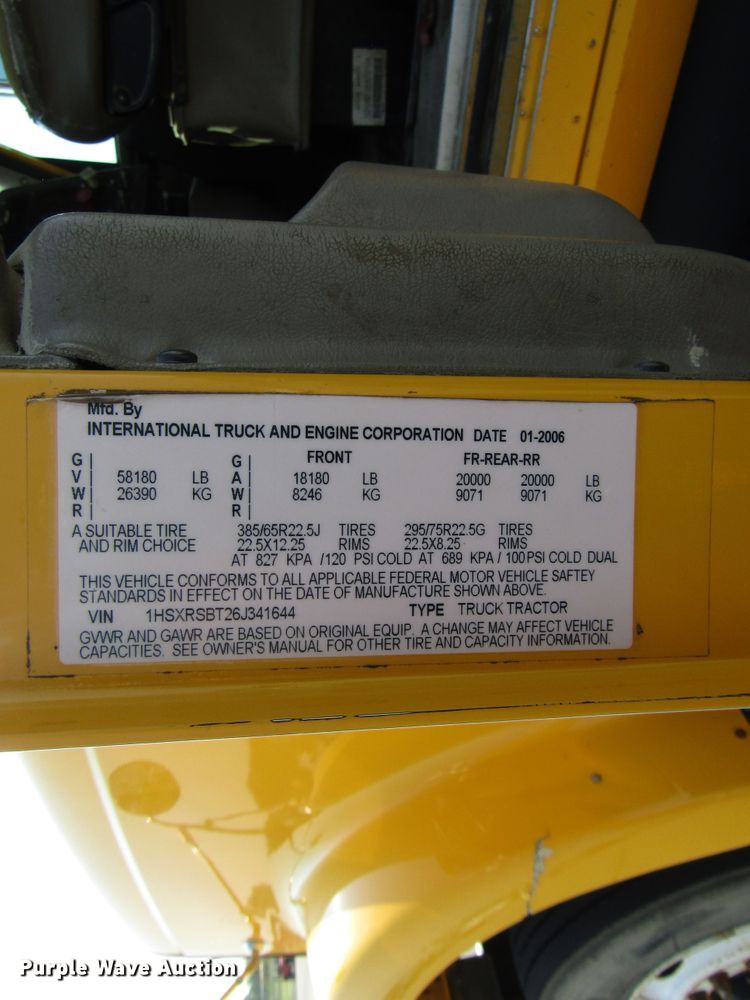 Mfd. By
INTERNATIONAL TRUCK AND ENGINE CORPORATION DATE 01-2006
G V W R 58180 LB 26390 KG
G A W R FRONT 18180 LB 8246 KG
FR-REAR-RR 20000 20000 LB 9071 9071 KG
A SUITABLE TIRE 385/65R22.5J TIRES 295/75R22.5G TIRES
AND RIM CHOICE 22.5X12.25 RIMS 22.5X8.25 RIMS
AT 827 KPA /120 PSI COLD AT 689 KPA / 100 PSI COLD DUAL
THIS VEHICLE CONFORMS TO ALL APPLICABLE FEDERAL MOTOR VEHICLE SAFTEY
STANDARDS IN EFFECT ON THE DATE OF MANUFACTURE SHOWN ABOVE.
VIN 1HSXRSBT26J341644 TYPE TRUCK TRACTOR
GVWR AND GAWR ARE BASED ON ORIGINAL EQUIP. A CHANGE MAY AFFECT VEHICLE
CAPACITIES. SEE OWNER'S MANUAL FOR OTHER TIRE AND CAPACITY INFORMATION.
Purple Wave Auction